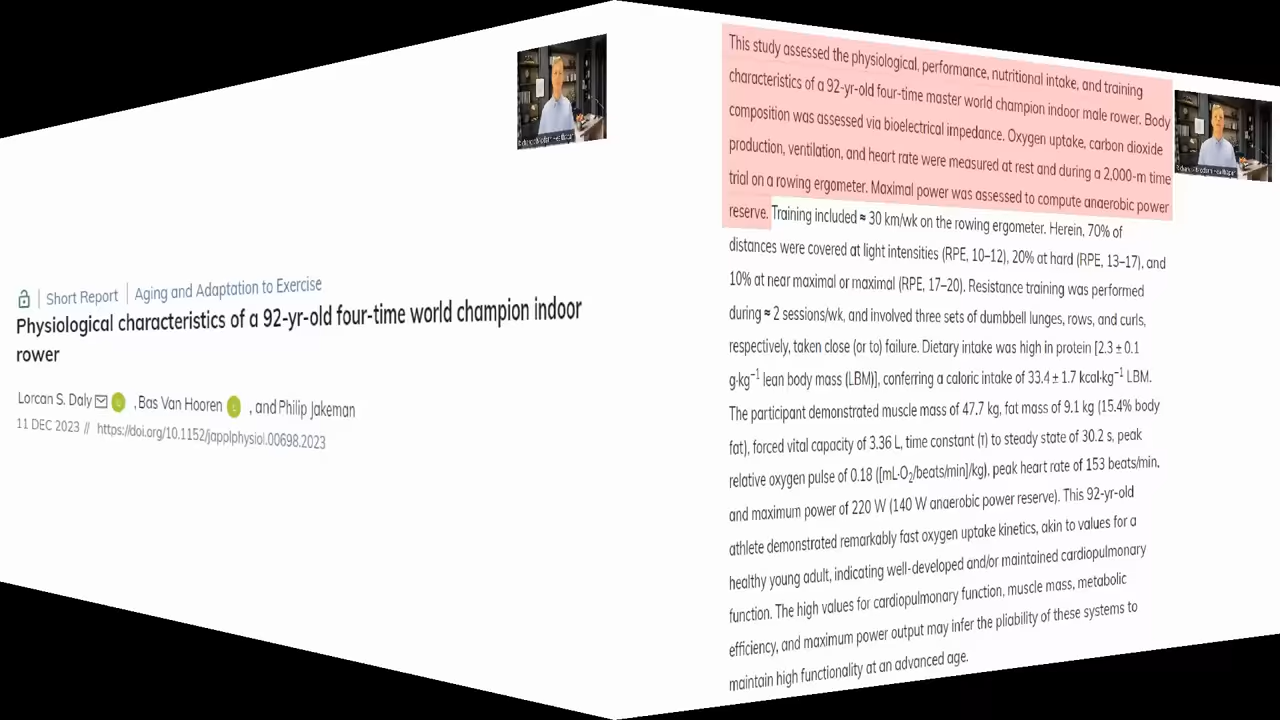 Short Report | Aging and Adaptation to Exercise
Physiological characteristics of a 92-yr-old four-time world champion indoor
rower
Lorcan S. Daly , Bas Van Hooren , and Philip Jakeman
11 DEC 2023 // https://doi.org/10.1152/japplphysiol.00698.2023
This study assessed the physiological, performance, nutritional intake, and training
characteristics of a 92-yr-old four-time master world champion indoor male rower. Body
composition was assessed via bioelectrical impedance. Oxygen uptake, carbon dioxide
production, ventilation, and heart rate were measured at rest and during a 2,000-m time
trial on a rowing ergometer. Maximal power was assessed to compute anaerobic power
reserve. Training included ≈ 30 km/wk on the rowing ergometer. Herein, 70% of
distances were covered at light intensities (RPE, 10–12), 20% at hard (RPE, 13–17), and
10% at near maximal or maximal (RPE, 17–20). Resistance training was performed
during ≈ 2 sessions/wk, and involved three sets of dumbbell lunges, rows, and curls,
respectively, taken close (or to) failure. Dietary intake was high in protein [2.3 ± 0.1
g·kg⁻¹ lean body mass (LBM)], conferring a caloric intake of 33.4 ± 1.7 kcal·kg⁻¹ LBM.
The participant demonstrated muscle mass of 47.7 kg, fat mass of 9.1 kg (15.4% body
fat), forced vital capacity of 3.36 L, time constant (τ) to steady state of 30.2 s, peak
relative oxygen pulse of 0.18 ([mL·O₂/beats/min]/kg), peak heart rate of 153 beats/min,
and maximum power of 220 W (140 W anaerobic power reserve). This 92-yr-old
athlete demonstrated remarkably fast oxygen uptake kinetics, akin to values for a
healthy young adult, indicating well-developed and/or maintained cardiopulmonary
function. The high values for cardiopulmonary function, muscle mass, metabolic
efficiency, and maximum power output may infer the pliability of these systems to
maintain high functionality at an advanced age.